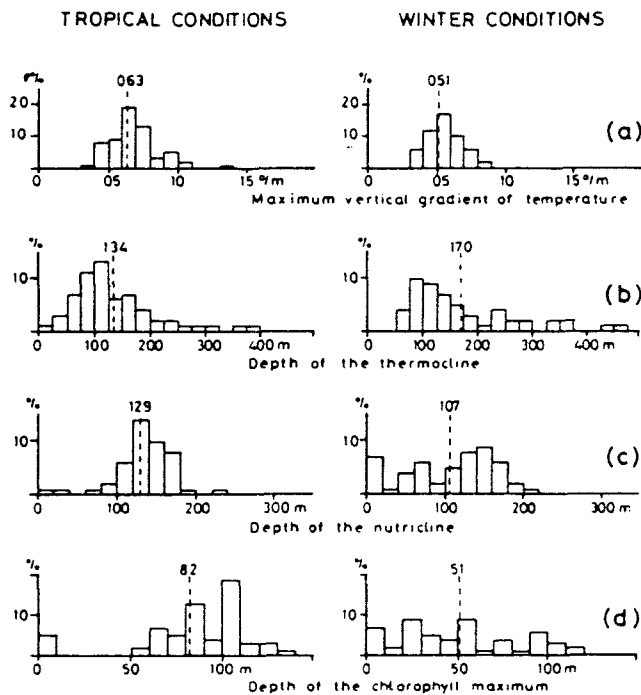 TROPICAL CONDITIONS WINTER CONDITIONS
% 063 % 051
20 20
10 10
(a)
0 05 10 15 °/m 0 05 10 15 °/m
Maximum vertical gradient of temperature
% 134 % 170
10 10
(b)
0 100 200 300 400 m 0 100 200 300 400 m
Depth of the thermocline
% 129 % 107
10 10
(c)
0 100 200 300 m 0 100 200 300 m
Depth of the nutricline
% 82 % 51
10 10
(d)
0 50 100 m 0 50 100 m
Depth of the chlorophyll maximum